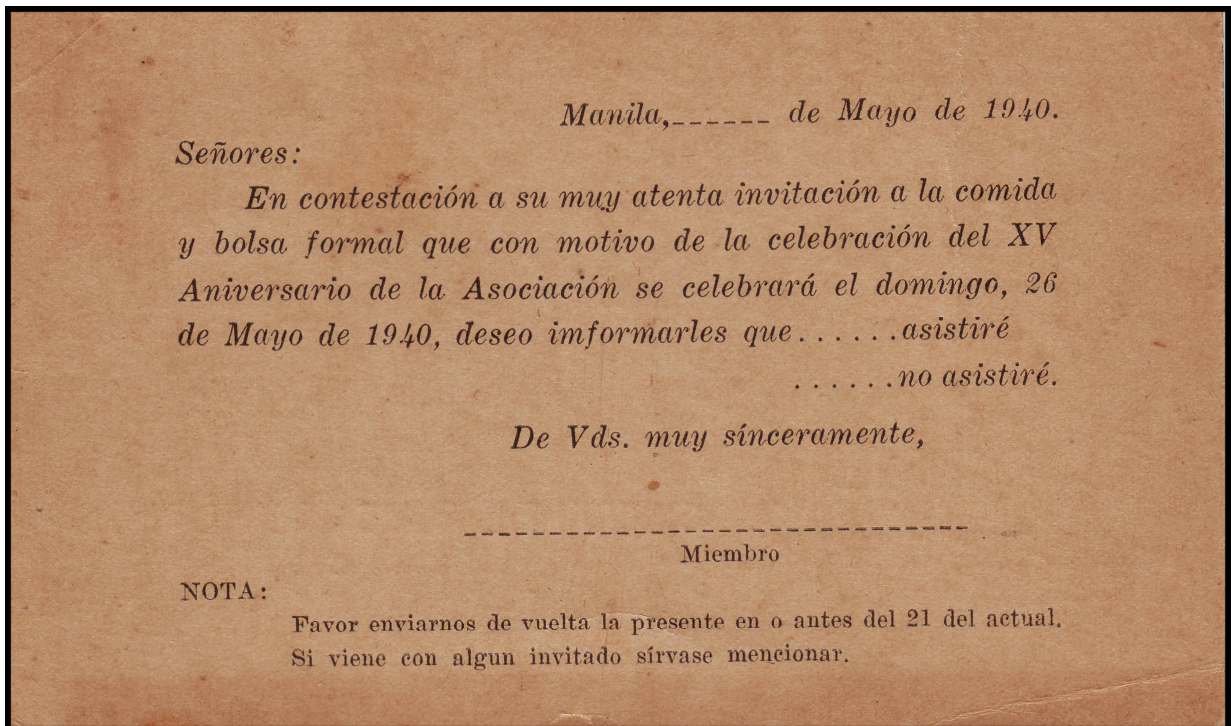 Manila,______ de Mayo de 1940.
Señores:
En contestación a su muy atenta invitación a la comida
y bolsa formal que con motivo de la celebración del XV
Aniversario de la Asociación se celebrará el domingo, 26
de Mayo de 1940, deseo imformarles que......asistiré
......no asistiré.
De Vds. muy sínceramente,
------------------------------
Miembro
NOTA:
Favor enviarnos de vuelta la presente en o antes del 21 del actual.
Si viene con algun invitado sírvase mencionar.